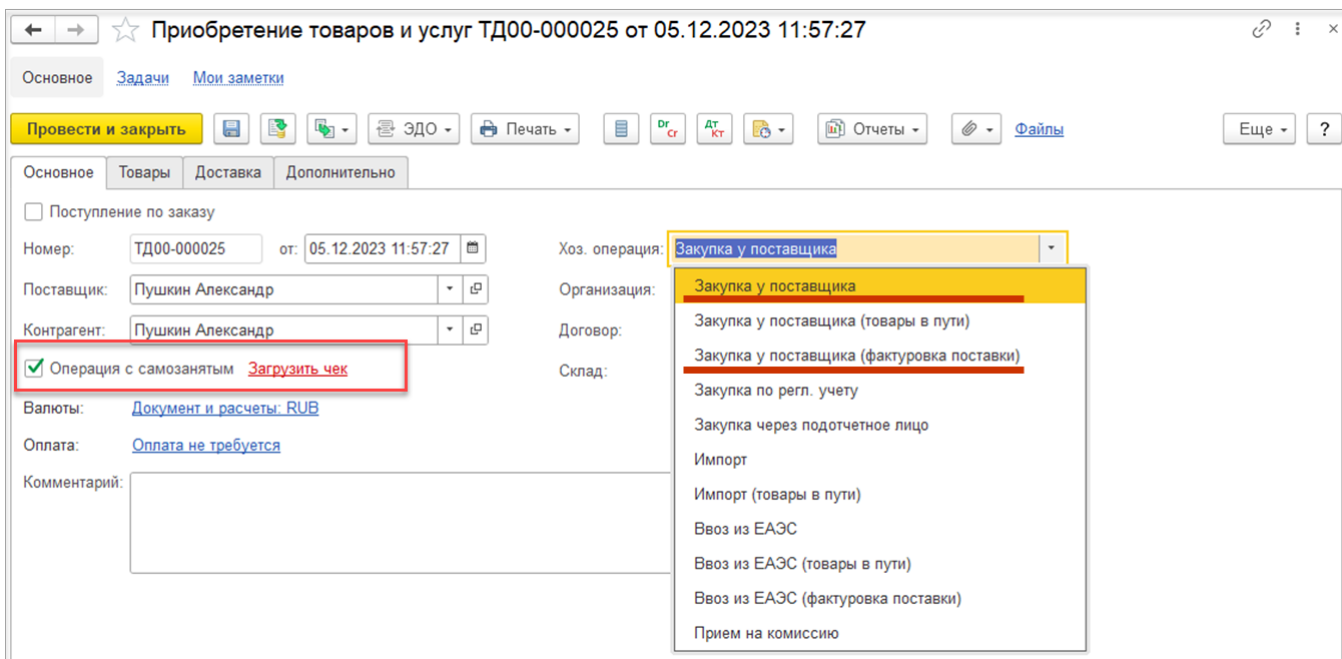 Приобретение товаров и услуг ТД00-000025 от 05.12.2023 11:57:27
Основное Задачи Мои заметки
Провести и закрыть ЭДО Печать Dr Cr Дт Кт Отчеты Файлы Еще ?
Основное Товары Доставка Дополнительно
Поступление по заказу
Номер: ТД00-000025 от: 05.12.2023 11:57:27 Хоз. операция: Закупка у поставщика
Поставщик: Пушкин Александр Организация: Закупка у поставщика
Закупка у поставщика (товары в пути)
Контрагент: Пушкин Александр Договор:
Закупка у поставщика (фактуровка поставки)
Операция с самозанятым Загрузить чек Склад:
Закупка по регл. учету
Валюты: Документ и расчеты: RUB
Закупка через подотчетное лицо
Оплата: Оплата не требуется
Импорт
Комментарий:
Импорт (товары в пути)
Ввоз из ЕАЭС
Ввоз из ЕАЭС (товары в пути)
Ввоз из ЕАЭС (фактуровка поставки)
Прием на комиссию